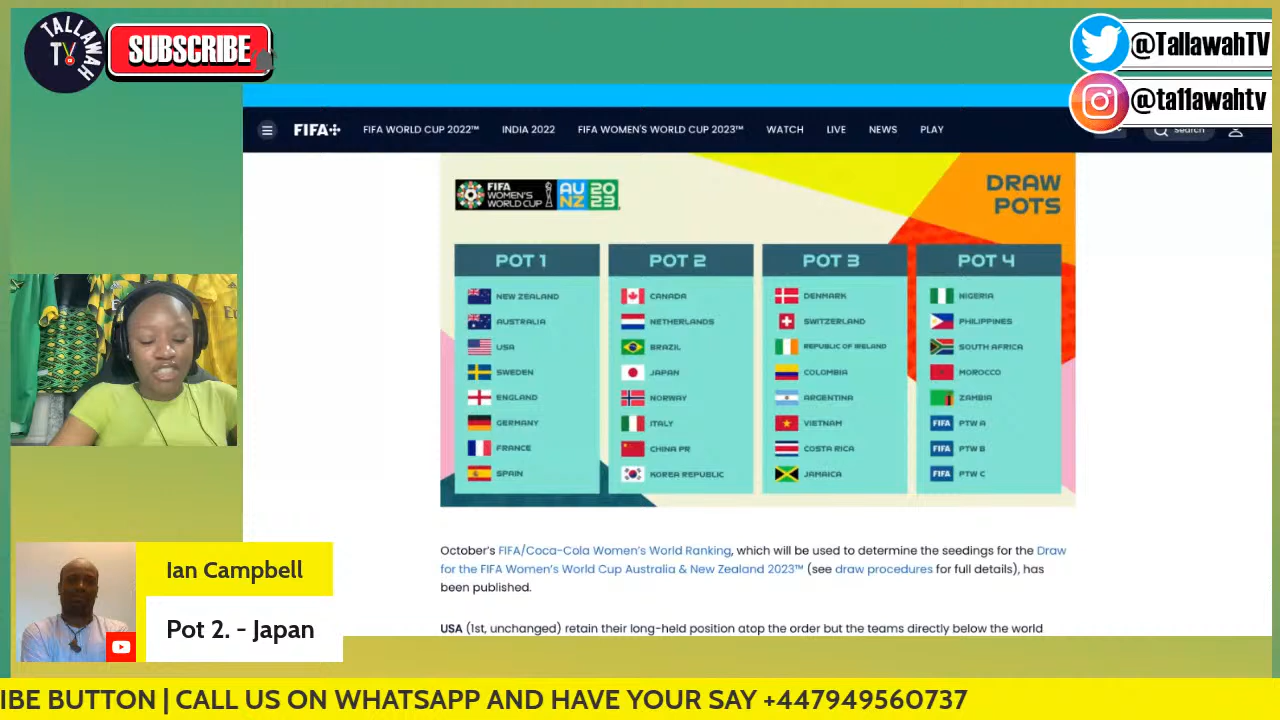 TALLAWAH
TV
SUBSCRIBE
@TallawahTV
@ta11awahtv
FIFA+
FIFA WORLD CUP 2022™
INDIA 2022
FIFA WOMEN'S WORLD CUP 2023™
WATCH
LIVE
NEWS
PLAY
Search
FIFA
WOMEN'S
WORLD CUP
AU
NZ
20
23
DRAW
POTS
POT 1
NEW ZEALAND
AUSTRALIA
USA
SWEDEN
ENGLAND
GERMANY
FRANCE
SPAIN
POT 2
CANADA
NETHERLANDS
BRAZIL
JAPAN
NORWAY
ITALY
CHINA PR
KOREA REPUBLIC
POT 3
DENMARK
SWITZERLAND
REPUBLIC OF IRELAND
COLOMBIA
ARGENTINA
VIETNAM
COSTA RICA
JAMAICA
POT 4
NIGERIA
PHILIPPINES
SOUTH AFRICA
MOROCCO
ZAMBIA
FIFA PTW A
FIFA PTW B
FIFA PTW C
October's FIFA/Coca-Cola Women's World Ranking, which will be used to determine the seedings for the Draw
for the FIFA Women's World Cup Australia & New Zealand 2023™ (see draw procedures for full details), has
been published.
USA (1st, unchanged) retain their long-held position atop the order but the teams directly below the world
Ian Campbell
Pot 2. - Japan
IBE BUTTON | CALL US ON WHATSAPP AND HAVE YOUR SAY +447949560737